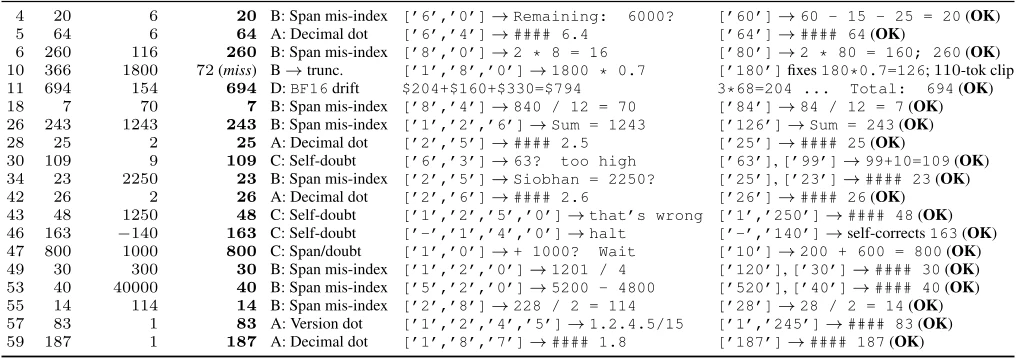 4 20 6 20 B: Span mis-index ['6','0'] → Remaining: 6000? ['60'] → 60 - 15 - 25 = 20 (OK)
5 64 6 64 A: Decimal dot ['6','4'] → #### 6.4 ['64'] → #### 64 (OK)
6 260 116 260 B: Span mis-index ['8','0'] → 2 * 8 = 16 ['80'] → 2 * 80 = 160; 260 (OK)
10 366 1800 72 (miss) B → trunc. ['1','8','0'] → 1800 * 0.7 ['180'] fixes 180*0.7=126; 110-tok clip
11 694 154 694 D: BF16 drift $204+$160+$330=$794 3*68=204 ... Total: 694 (OK)
18 7 70 7 B: Span mis-index ['8','4'] → 840 / 12 = 70 ['84'] → 84 / 12 = 7 (OK)
26 243 1243 243 B: Span mis-index ['1','2','6'] → Sum = 1243 ['126'] → Sum = 243 (OK)
28 25 2 25 A: Decimal dot ['2','5'] → #### 2.5 ['25'] → #### 25 (OK)
30 109 9 109 C: Self-doubt ['6','3'] → 63? too high ['63'], ['99'] → 99+10=109 (OK)
34 23 2250 23 B: Span mis-index ['2','5'] → Siobhan = 2250? ['25'], ['23'] → #### 23 (OK)
42 26 2 26 A: Decimal dot ['2','6'] → #### 2.6 ['26'] → #### 26 (OK)
43 48 1250 48 C: Self-doubt ['1','2','5','0'] → that's wrong ['1','250'] → #### 48 (OK)
46 163 −140 163 C: Self-doubt ['-','1','4','0'] → halt ['-','140'] → self-corrects 163 (OK)
47 800 1000 800 C: Span/doubt ['1','0'] → + 1000? Wait ['10'] → 200 + 600 = 800 (OK)
49 30 300 30 B: Span mis-index ['1','2','0'] → 1201 / 4 ['120'], ['30'] → #### 30 (OK)
53 40 40000 40 B: Span mis-index ['5','2','0'] → 5200 - 4800 ['520'], ['40'] → #### 40 (OK)
55 14 114 14 B: Span mis-index ['2','8'] → 228 / 2 = 114 ['28'] → 28 / 2 = 14 (OK)
57 83 1 83 A: Version dot ['1','2','4','5'] → 1.2.4.5/15 ['1','245'] → #### 83 (OK)
59 187 1 187 A: Decimal dot ['1','8','7'] → #### 1.8 ['187'] → #### 187 (OK)